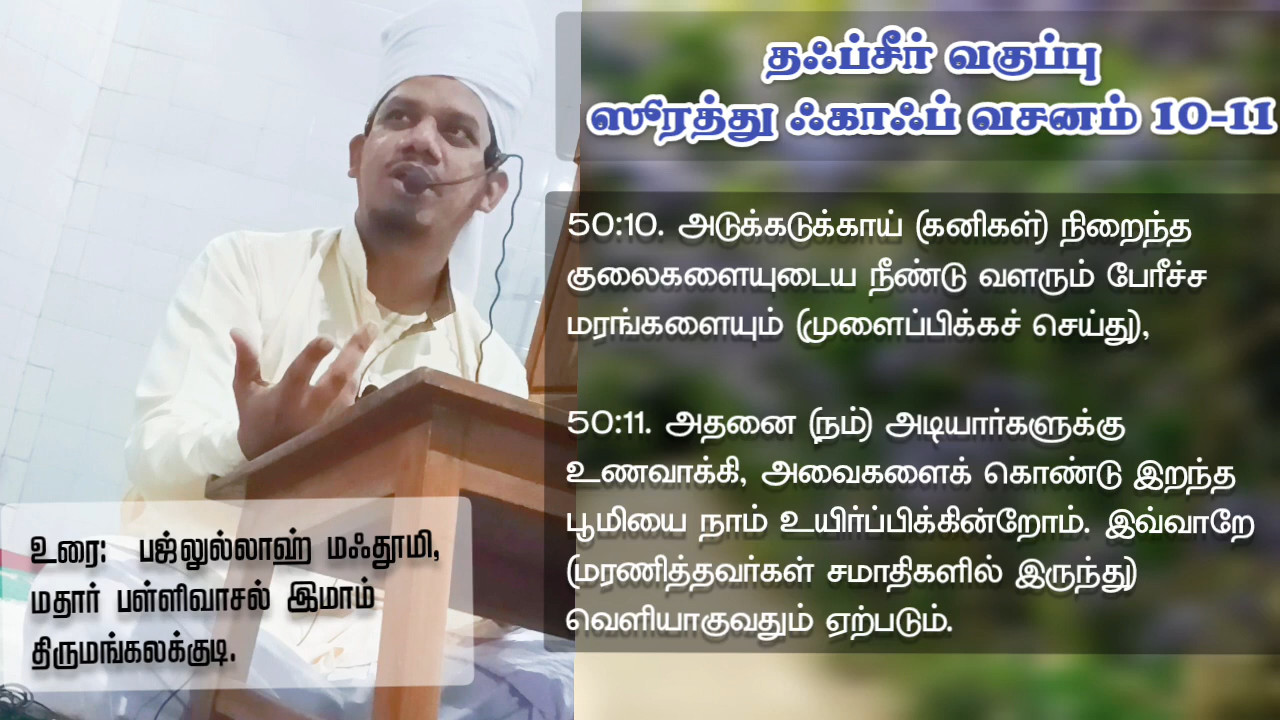 தஃப்சீர் வகுப்பு
ஸூரத்து ஃகாஃப் வசனம் 10-11
50:10. அடுக்கடுக்காய் (கனிகள்) நிறைந்த
குலைகளையுடைய நீண்டு வளரும் பேரீச்ச
மரங்களையும் (முளைப்பிக்கச் செய்து),
50:11. அதனை (நம்) அடியார்களுக்கு
உணவாக்கி, அவைகளைக் கொண்டு இறந்த
பூமியை நாம் உயிர்ப்பிக்கின்றோம். இவ்வாறே
(மரணித்தவர்கள் சமாதிகளில் இருந்து)
வெளியாகுவதும் ஏற்படும்.
உரை: பஜ்லுல்லாஹ் மஃதூமி,
மதார் பள்ளிவாசல் இமாம்
திருமங்கலக்குடி.